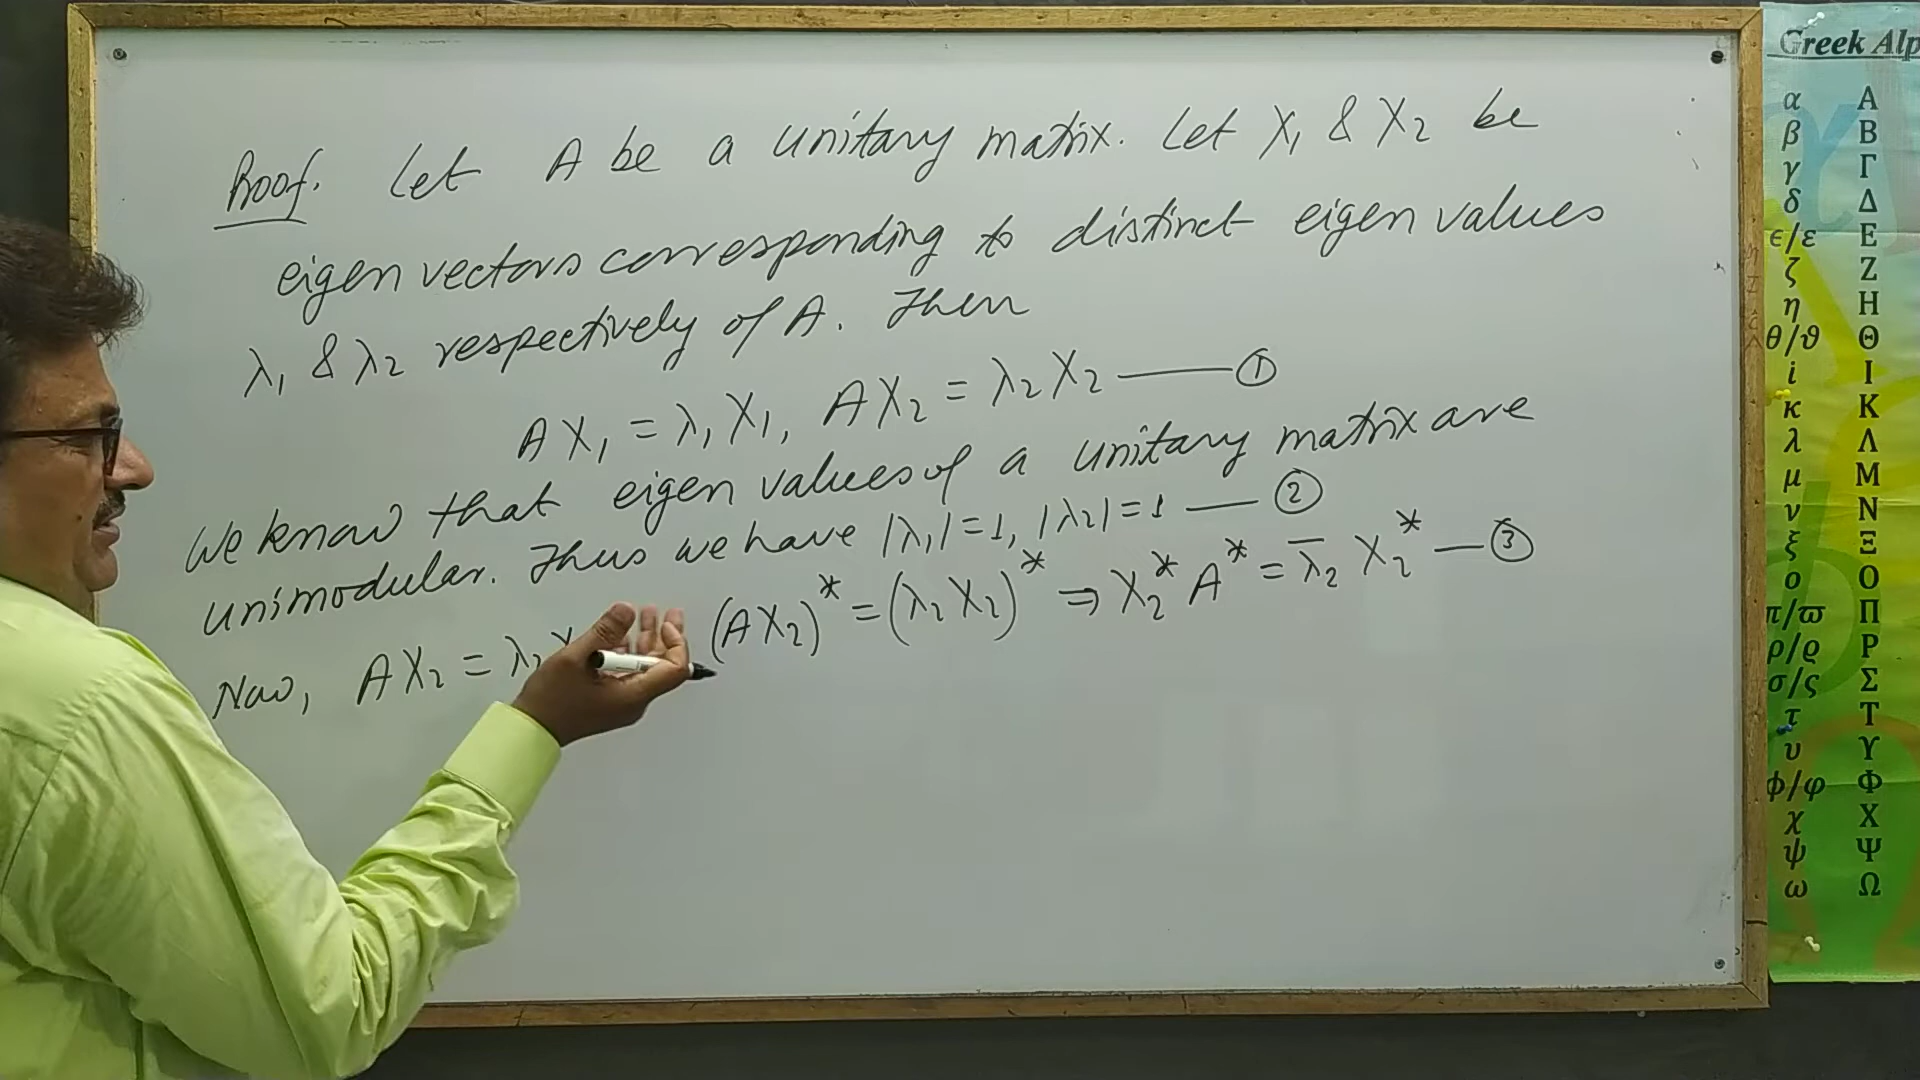 Proof. Let A be a unitary matrix. Let X₁ & X₂ be
eigen vectors corresponding to distinct eigen values
λ₁ & λ₂ respectively of A. Then
AX₁ = λ₁X₁, AX₂ = λ₂X₂ —— ①
We know that eigen values of a unitary matrix are
unimodular. Thus we have |λ₁|=1, |λ₂|=1 —— ②
Now, AX₂ = λ₂ (AX₂)* = (λ₂X₂)* ⇒ X₂* A* = λ̄₂ X₂* — ③
Greek Alp
α Α
β Β
γ Γ
δ Δ
ϵ/ε Ε
ζ Ζ
η Η
θ/ϑ Θ
i Ι
κ Κ
λ Λ
μ Μ
ν Ν
ξ Ξ
ο Ο
π/ϖ Π
ρ/ϱ Ρ
σ/ς Σ
τ Τ
υ Υ
ϕ/φ Φ
χ Χ
ψ Ψ
ω Ω